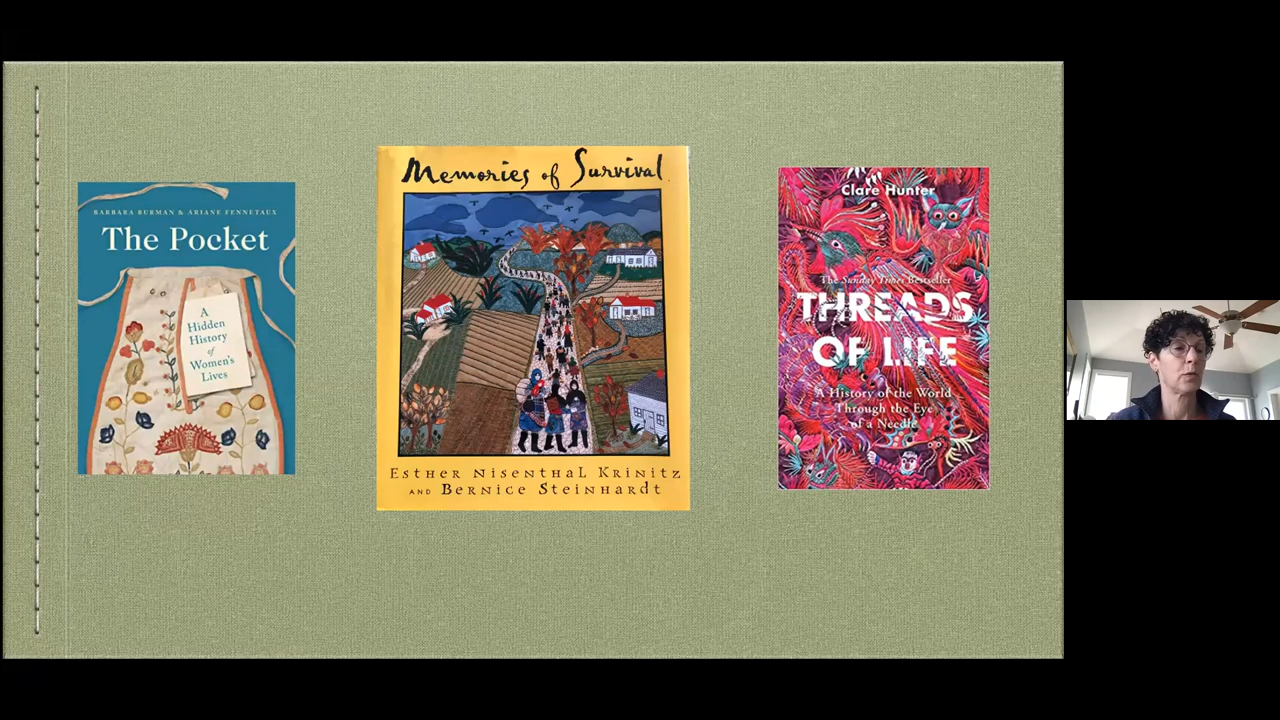 BARBARA BURMAN & ARIANE FENNETAUX
The Pocket
A
Hidden
History
of
Women's
Lives
Memories of Survival
ESTHER NISENTHAL KRINITZ
AND BERNICE STEINHARDT
Clare Hunter
The Sunday Times Bestseller
THREADS
OF LIFE
A History of the World
Through the Eye
of a Needle